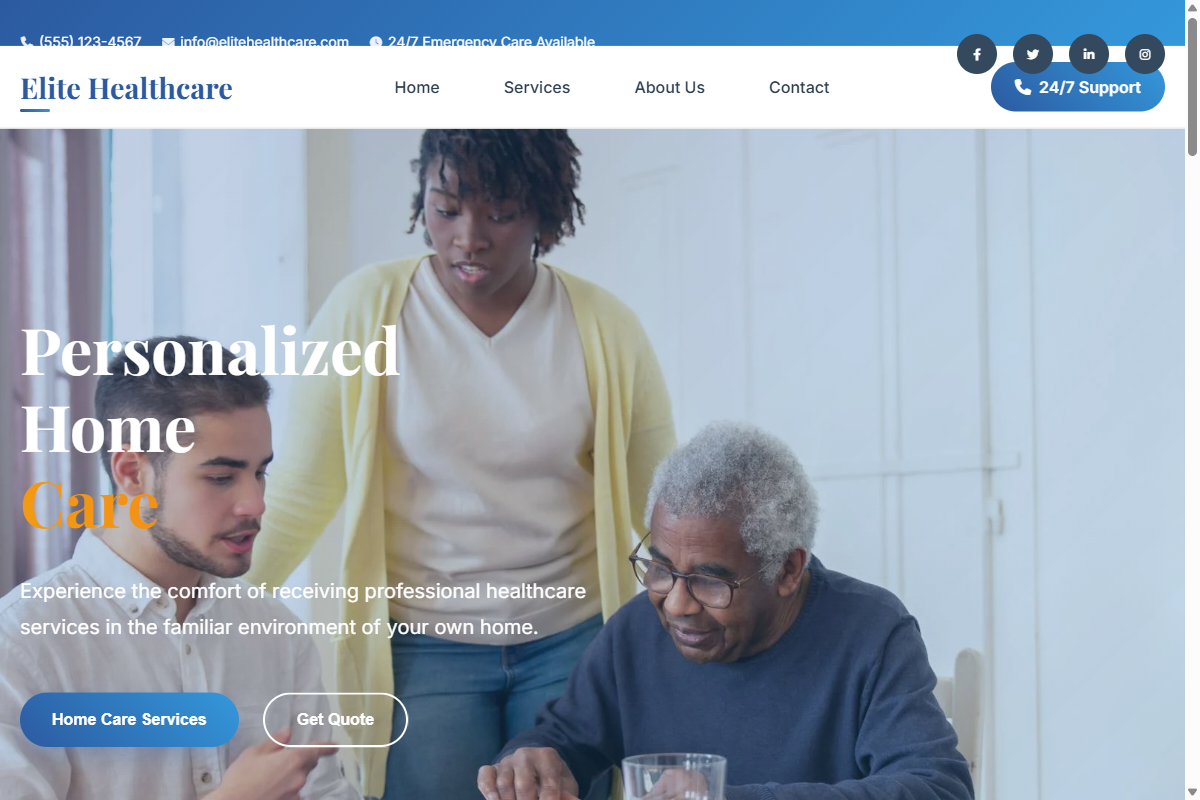 (555) 123-4567 info@elitehealthcare.com 24/7 Emergency Care Available
Elite Healthcare Home Services About Us Contact 24/7 Support
Personalized
Home
Care
Experience the comfort of receiving professional healthcare
services in the familiar environment of your own home.
Home Care Services Get Quote